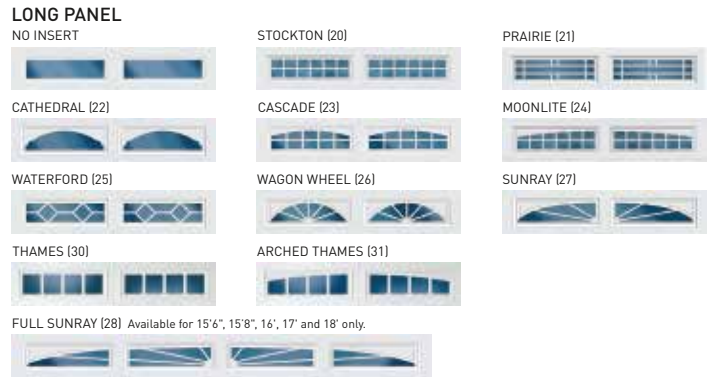 LONG PANEL
NO INSERT
STOCKTON (20)
PRAIRIE (21)
CATHEDRAL (22)
CASCADE (23)
MOONLITE (24)
WATERFORD (25)
WAGON WHEEL (26)
SUNRAY (27)
THAMES (30)
ARCHED THAMES (31)
FULL SUNRAY (28) Available for 15'6", 15'8", 16', 17' and 18' only.